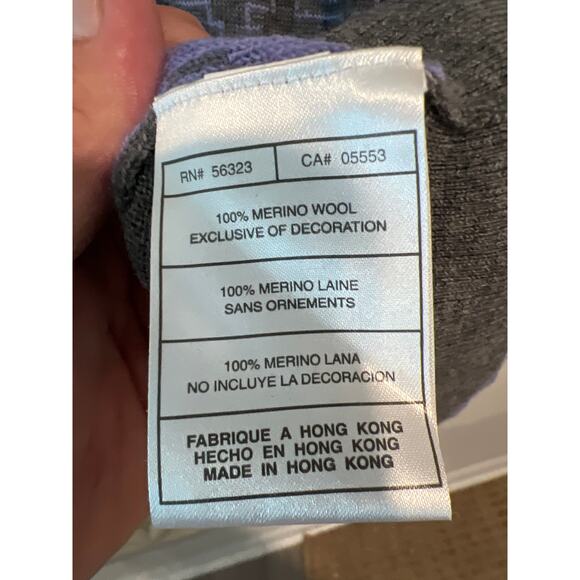 RN# 56323 CA# 05553
100% MERINO WOOL
EXCLUSIVE OF DECORATION
100% MERINO LAINE
SANS ORNEMENTS
100% MERINO LANA
NO INCLUYE LA DECORACION
FABRIQUE A HONG KONG
HECHO EN HONG KONG
MADE IN HONG KONG